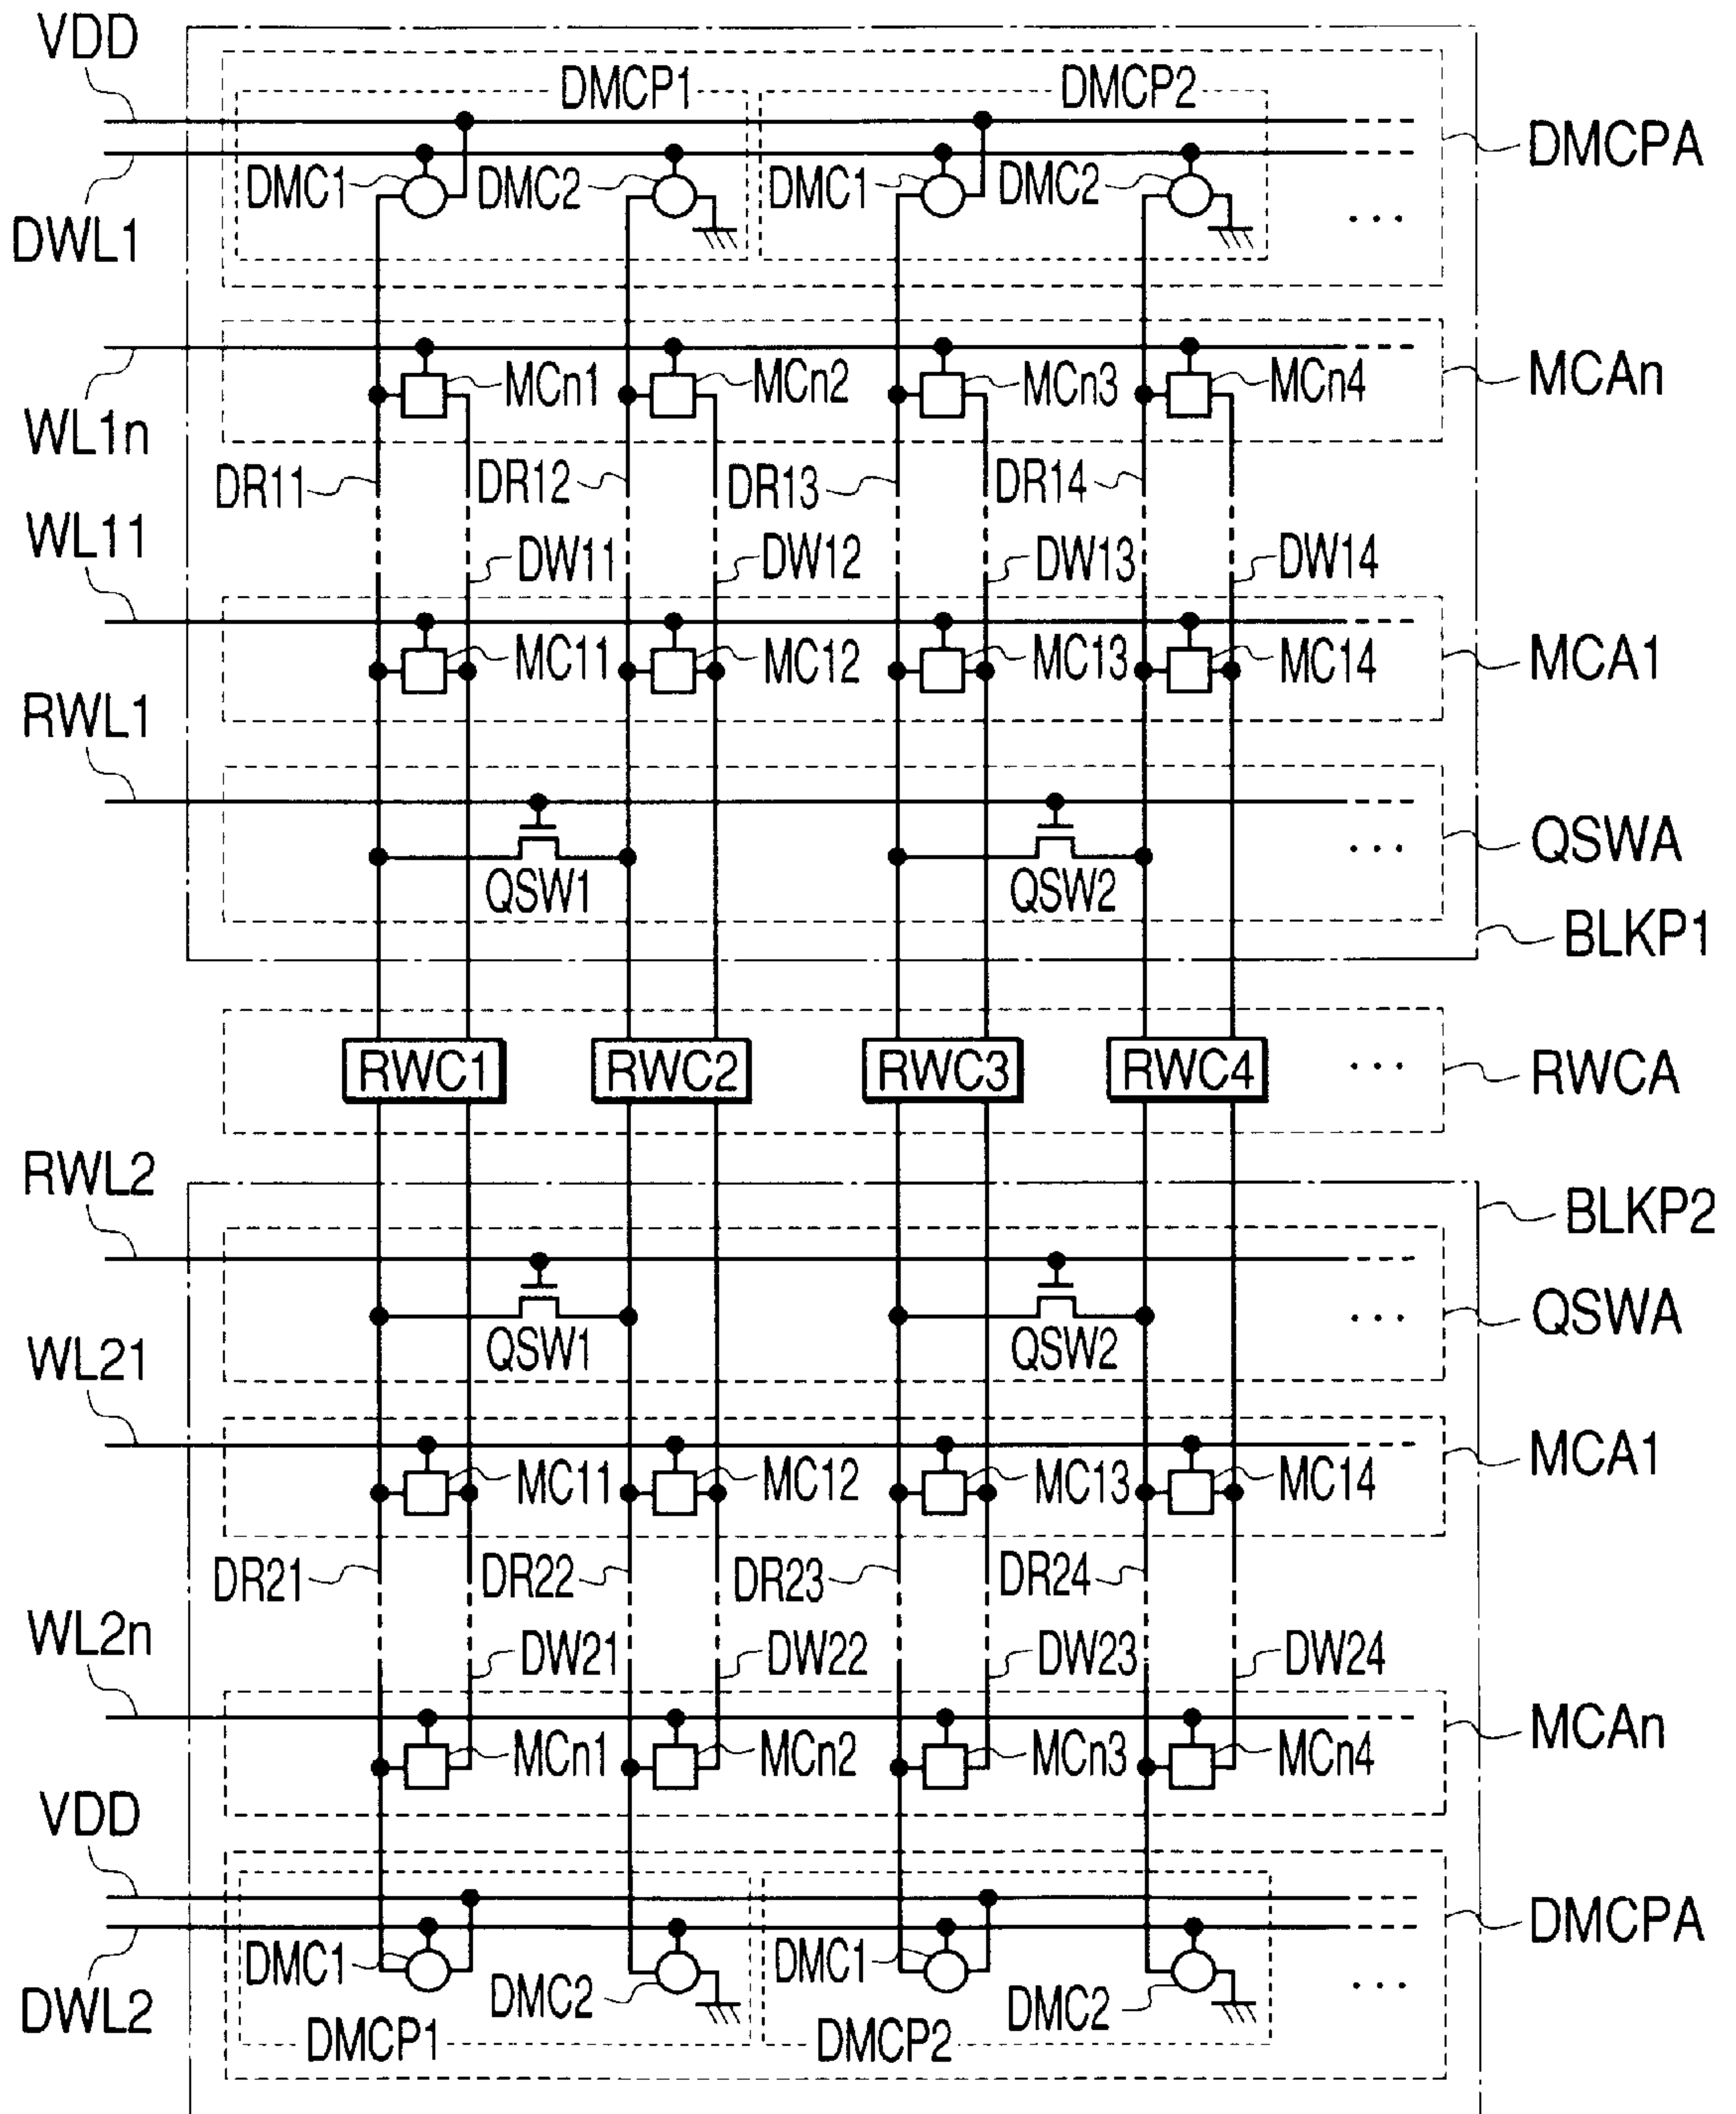 VDD
DMCP1 DMCP2
DMCPA
DMC1 DMC2 DMC1 DMC2
DWL1
...
MCn1 MCn2 MCn3 MCn4
MCAn
WL1n
DR11 DR12 DR13 DR14
WL11
DW11 DW12 DW13 DW14
MC11 MC12 MC13 MC14
MCA1
RWL1
QSW1 QSW2
...
QSWA
BLKP1
RWC1 RWC2 RWC3 RWC4 ...
RWCA
RWL2
BLKP2
QSW1 QSW2
...
QSWA
WL21
MC11 MC12 MC13 MC14
MCA1
DR21 DR22 DR23 DR24
WL2n
DW21 DW22 DW23 DW24
MCn1 MCn2 MCn3 MCn4
MCAn
VDD
DMCPA
DMC1 DMC2 DMC1 DMC2
...
DWL2
DMCP1 DMCP2